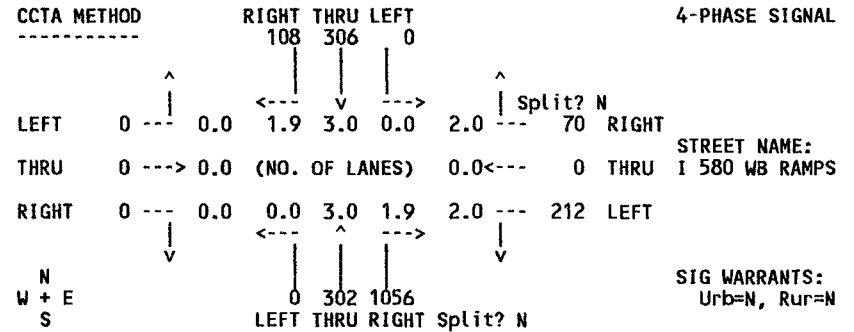 CCTA METHOD RIGHT THRU LEFT 4-PHASE SIGNAL
----------- 108 306 0
^ | | | ^
| <--- v ---> | Split? N
LEFT 0 --- 0.0 1.9 3.0 0.0 2.0 --- 70 RIGHT
STREET NAME:
THRU 0 ---> 0.0 (NO. OF LANES) 0.0<--- 0 THRU I 580 WB RAMPS
RIGHT 0 --- 0.0 0.0 3.0 1.9 2.0 --- 212 LEFT
| <--- ^ ---> |
v | | | v
N SIG WARRANTS:
W + E 0 302 1056 Urb=N, Rur=N
S LEFT THRU RIGHT Split? N